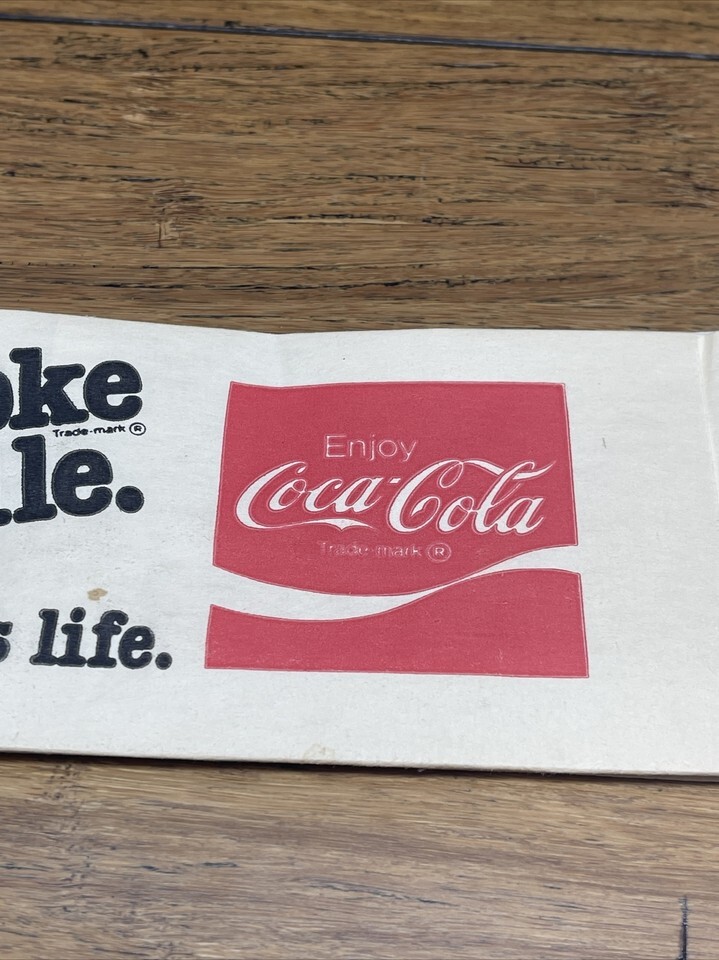 oke
Trade-mark ®
le.
s life.
Enjoy
Coca-Cola
Trade-mark ®